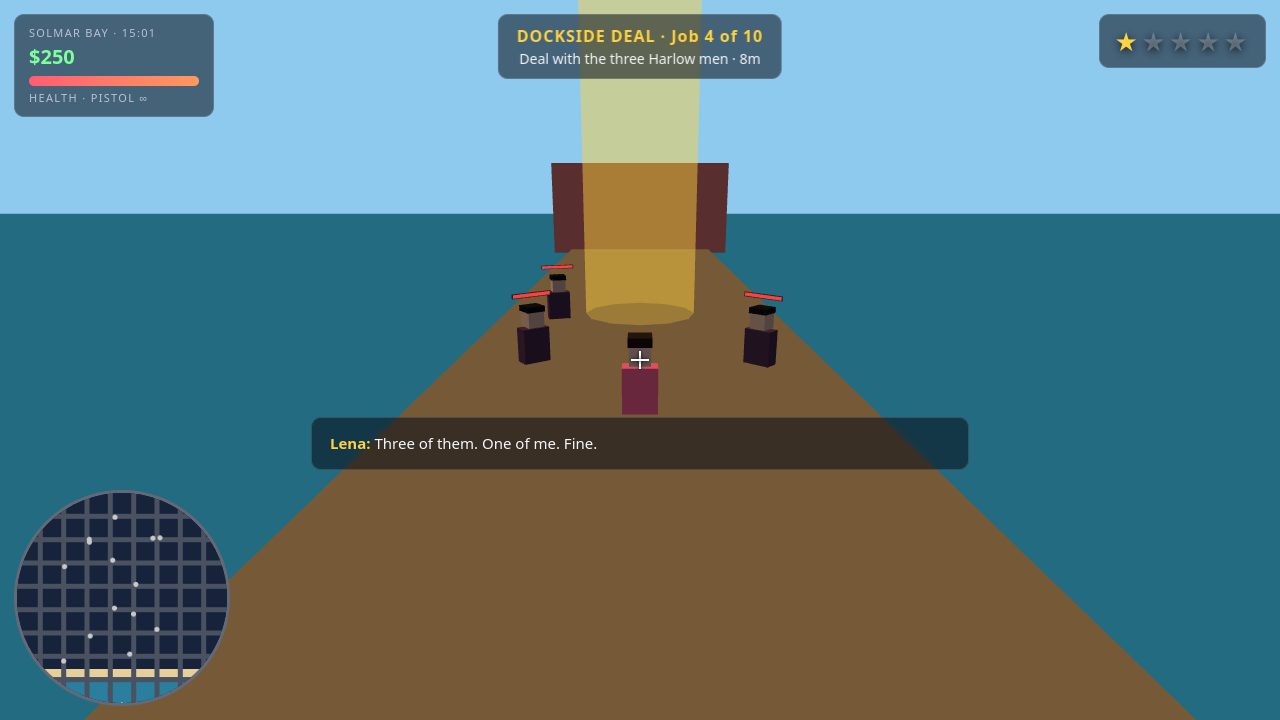 SOLMAR BAY · 15:01
$250
HEALTH · PISTOL ∞
DOCKSIDE DEAL · Job 4 of 10
Deal with the three Harlow men · 8m
★★★★★
Lena: Three of them. One of me. Fine.